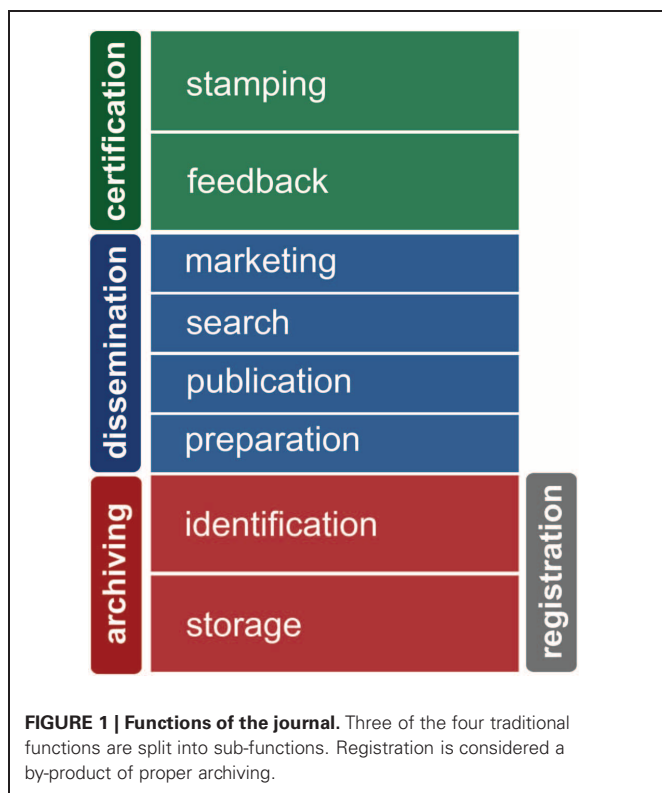 certification
stamping
feedback
dissemination
marketing
search
publication
preparation
archiving
identification
storage
registration
FIGURE 1 | Functions of the journal. Three of the four traditional
functions are split into sub-functions. Registration is considered a
by-product of proper archiving.